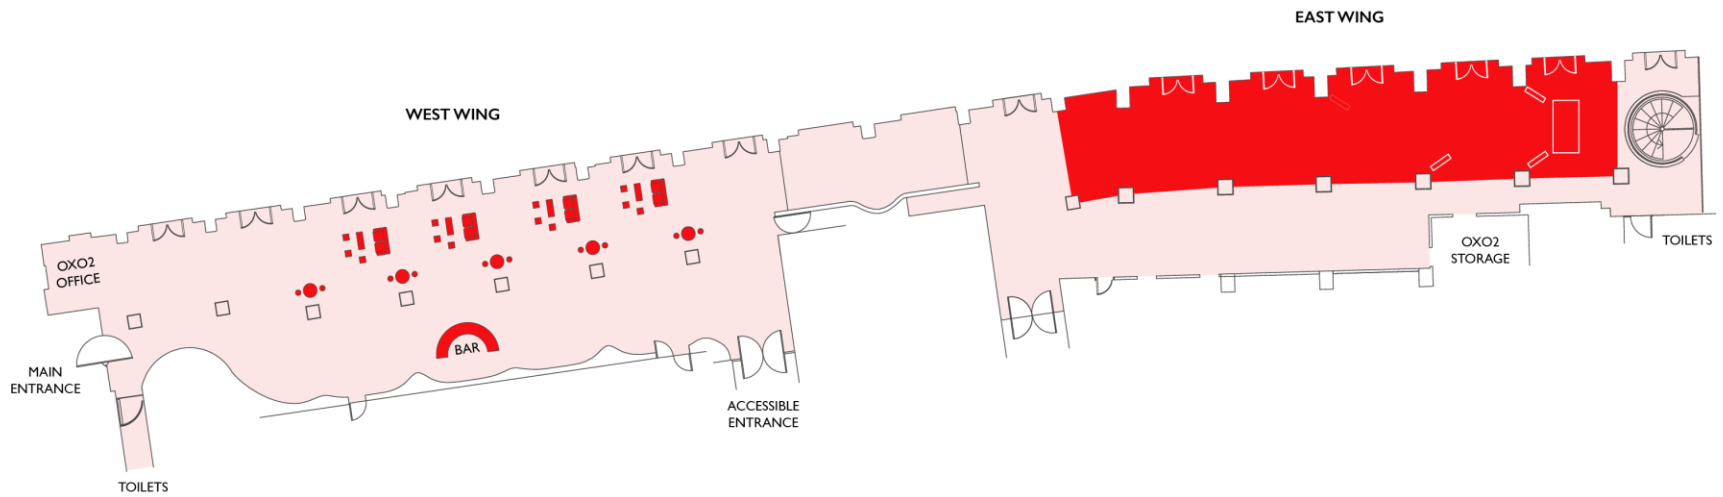 EAST WING
WEST WING
OXO2
OFFICE
OXO2
STORAGE
TOILETS
BAR
MAIN
ENTRANCE
ACCESSIBLE
ENTRANCE
TOILETS